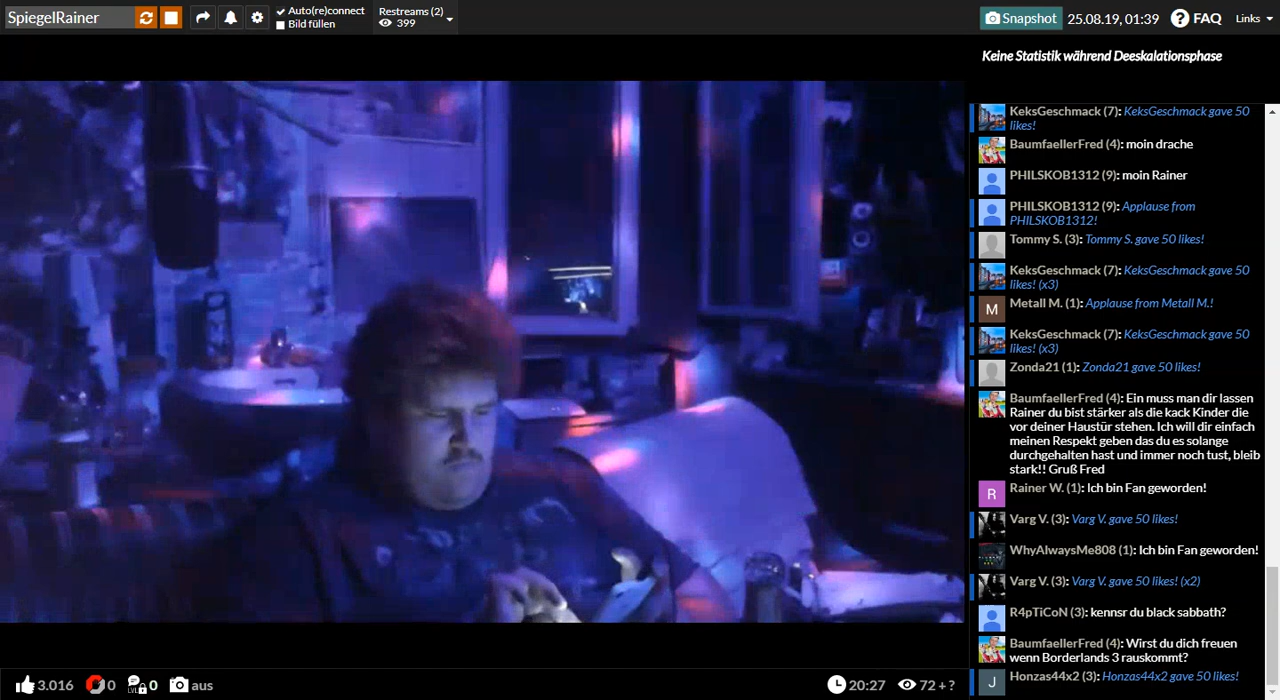 SpiegelRainer
Auto(re)connect
Bild füllen
Restreams (2)
399
Snapshot
25.08.19, 01:39
? FAQ
Links
Keine Statistik während Deeskalationsphase
KeksGeschmack (7): KeksGeschmack gave 50
likes!
BaumfaellerFred (4): moin drache
PHILSKOB1312 (9): moin Rainer
PHILSKOB1312 (9): Applause from
PHILSKOB1312!
Tommy S. (3): Tommy S. gave 50 likes!
KeksGeschmack (7): KeksGeschmack gave 50
likes! (x3)
M
Metall M. (1): Applause from Metall M.!
KeksGeschmack (7): KeksGeschmack gave 50
likes! (x3)
Zonda21 (1): Zonda21 gave 50 likes!
BaumfaellerFred (4): Ein muss man dir lassen
Rainer du bist stärker als die kack Kinder die
vor deiner Haustür stehen. Ich will dir einfach
meinen Respekt geben das du es solange
durchgehalten hast und immer noch tust, bleib
stark!! Gruß Fred
R
Rainer W. (1): Ich bin Fan geworden!
Varg V. (3): Varg V. gave 50 likes!
WhyAlwaysMe808 (1): Ich bin Fan geworden!
Varg V. (3): Varg V. gave 50 likes! (x2)
R4pTiCoN (3): kennsr du black sabbath?
BaumfaellerFred (4): Wirst du dich freuen
wenn Borderlands 3 rauskommt?
J
Honzas44x2 (3): Honzas44x2 gave 50 likes!
3.016
0
LVL
0
aus
20:27
72 + ?